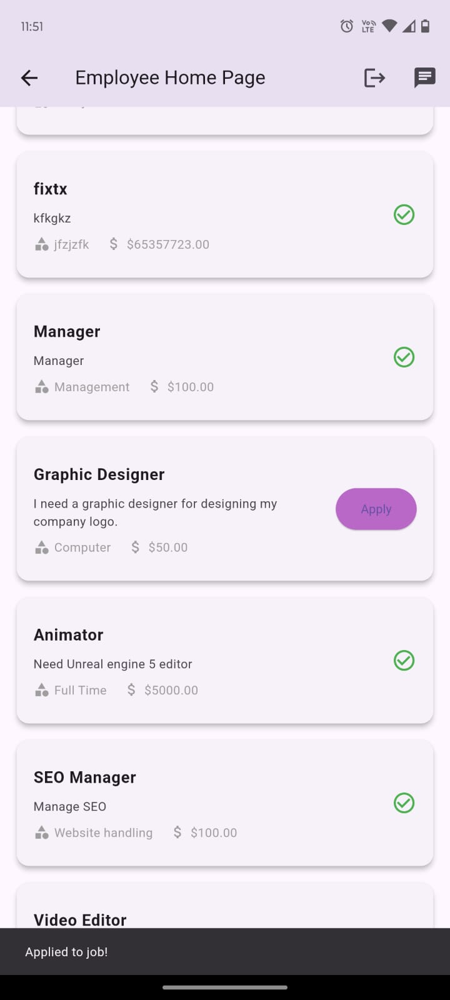 11:51
Vo LTE
Employee Home Page
fixtx
kfkgkz
jfzjzfk $ $65357723.00
Manager
Manager
Management $ $100.00
Graphic Designer
I need a graphic designer for designing my
company logo.
Apply
Computer $ $50.00
Animator
Need Unreal engine 5 editor
Full Time $ $5000.00
SEO Manager
Manage SEO
Website handling $ $100.00
Video Editor
Applied to job!